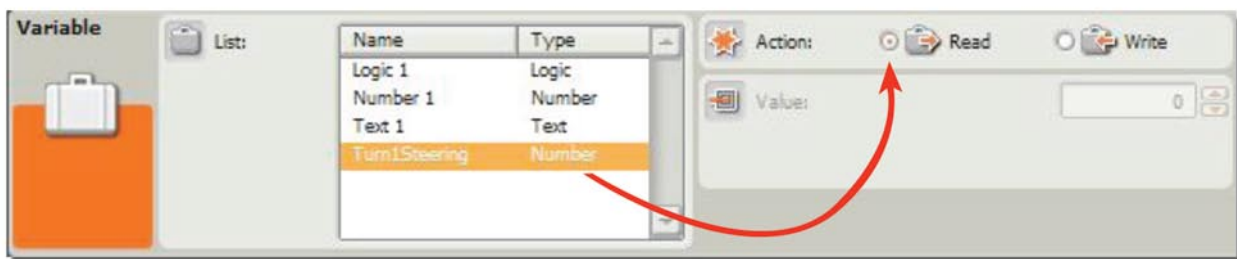 Variable
List:
Name Type
Logic 1 Logic
Number 1 Number
Text 1 Text
Turn1Steering Number
Action: Read Write
Value: 0